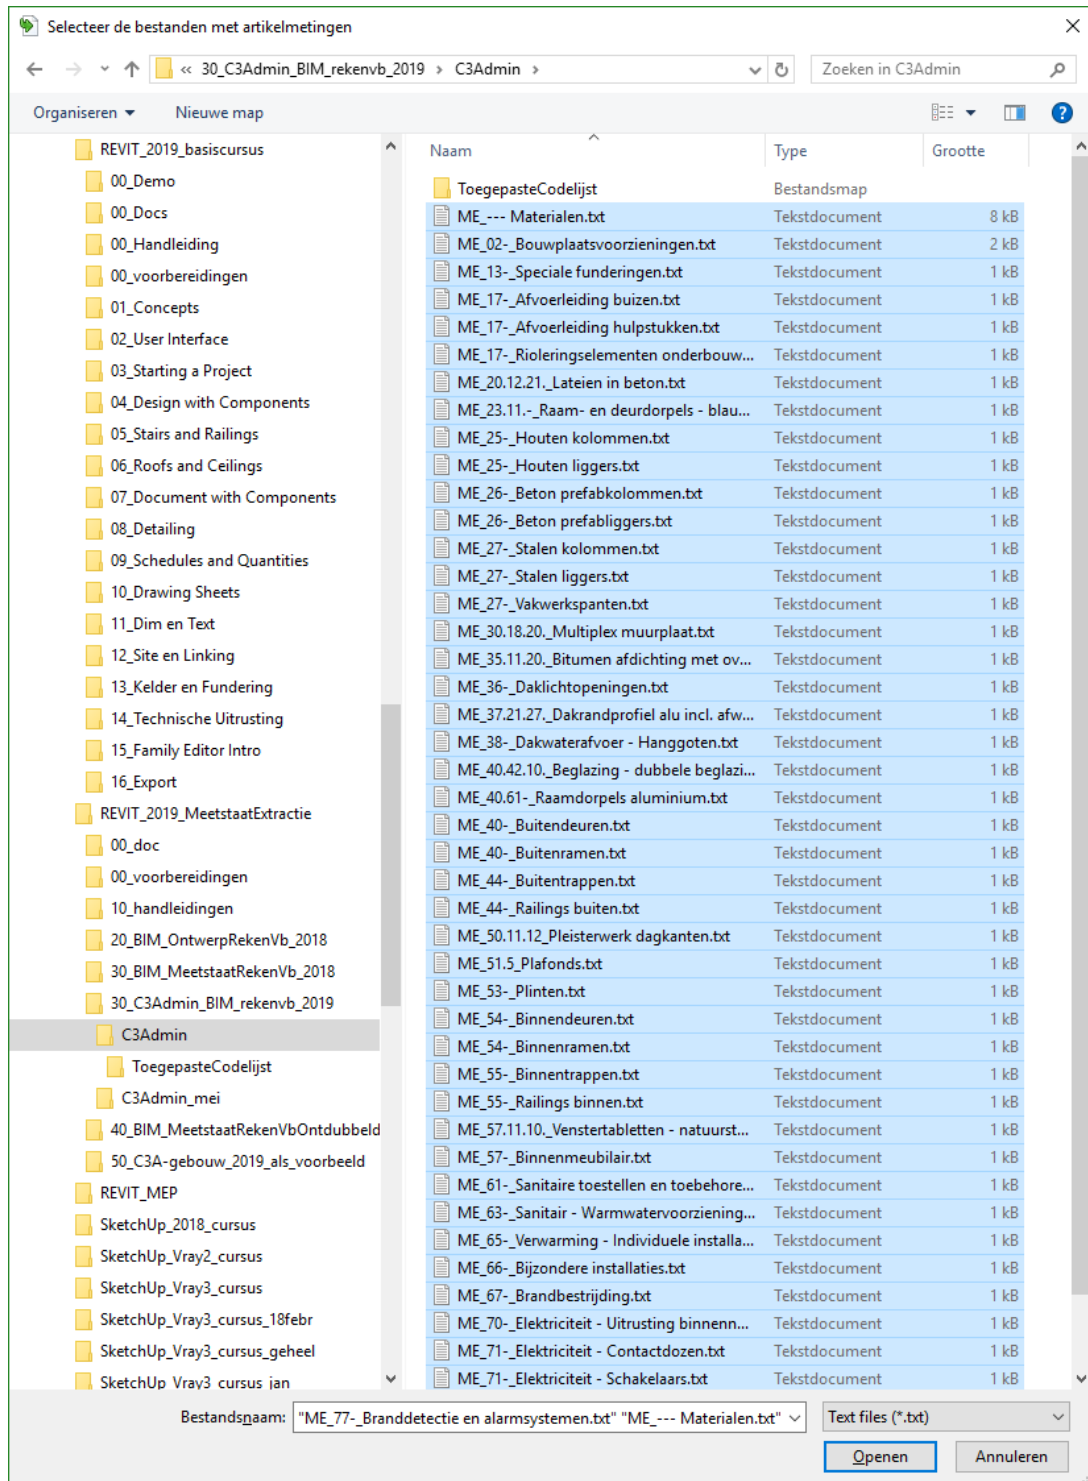 Selecteer de bestanden met artikelmetingen
« 30_C3Admin_BIM_rekenvb_2019 › C3Admin ›
Zoeken in C3Admin
Organiseren
Nieuwe map
REVIT_2019_basiscursus
00_Demo
00_Docs
00_Handleiding
00_voorbereidingen
01_Concepts
02_User Interface
03_Starting a Project
04_Design with Components
05_Stairs and Railings
06_Roofs and Ceilings
07_Document with Components
08_Detailing
09_Schedules and Quantities
10_Drawing Sheets
11_Dim en Text
12_Site en Linking
13_Kelder en Fundering
14_Technische Uitrusting
15_Family Editor Intro
16_Export
REVIT_2019_MeetstaatExtractie
00_doc
00_voorbereidingen
10_handleidingen
20_BIM_OntwerpRekenVb_2018
30_BIM_MeetstaatRekenVb_2018
30_C3Admin_BIM_rekenvb_2019
C3Admin
ToegepasteCodelijst
C3Admin_mei
40_BIM_MeetstaatRekenVbOntdubbeld
50_C3A-gebouw_2019_als_voorbeeld
REVIT_MEP
SketchUp_2018_cursus
SketchUp_Vray2_cursus
SketchUp_Vray3_cursus
SketchUp_Vray3_cursus_18febr
SketchUp_Vray3_cursus_geheel
SketchUp_Vray3_cursus_jan
Naam Type Grootte
ToegepasteCodelijst Bestandsmap
ME_--- Materialen.txt Tekstdocument 8 kB
ME_02-_Bouwplaatsvoorzieningen.txt Tekstdocument 2 kB
ME_13-_Speciale funderingen.txt Tekstdocument 1 kB
ME_17-_Afvoerleiding buizen.txt Tekstdocument 1 kB
ME_17-_Afvoerleiding hulpstukken.txt Tekstdocument 1 kB
ME_17-_Rioleringselementen onderbouw... Tekstdocument 1 kB
ME_20.12.21._Lateien in beton.txt Tekstdocument 1 kB
ME_23.11.-_Raam- en deurdorpels - blau... Tekstdocument 1 kB
ME_25-_Houten kolommen.txt Tekstdocument 1 kB
ME_25-_Houten liggers.txt Tekstdocument 1 kB
ME_26-_Beton prefabkolommen.txt Tekstdocument 1 kB
ME_26-_Beton prefabliggers.txt Tekstdocument 1 kB
ME_27-_Stalen kolommen.txt Tekstdocument 1 kB
ME_27-_Stalen liggers.txt Tekstdocument 1 kB
ME_27-_Vakwerkspanten.txt Tekstdocument 1 kB
ME_30.18.20._Multiplex muurplaat.txt Tekstdocument 1 kB
ME_35.11.20._Bitumen afdichting met ov... Tekstdocument 1 kB
ME_36-_Daklichtopeningen.txt Tekstdocument 1 kB
ME_37.21.27._Dakrandprofiel alu incl. afw... Tekstdocument 1 kB
ME_38-_Dakwaterafvoer - Hanggoten.txt Tekstdocument 1 kB
ME_40.42.10._Beglazing - dubbele beglazi... Tekstdocument 1 kB
ME_40.61-_Raamdorpels aluminium.txt Tekstdocument 1 kB
ME_40-_Buitendeuren.txt Tekstdocument 1 kB
ME_40-_Buitenramen.txt Tekstdocument 1 kB
ME_44-_Buitentrappen.txt Tekstdocument 1 kB
ME_44-_Railings buiten.txt Tekstdocument 1 kB
ME_50.11.12_Pleisterwerk dagkanten.txt Tekstdocument 1 kB
ME_51.5_Plafonds.txt Tekstdocument 1 kB
ME_53-_Plinten.txt Tekstdocument 1 kB
ME_54-_Binnendeuren.txt Tekstdocument 1 kB
ME_54-_Binnenramen.txt Tekstdocument 1 kB
ME_55-_Binnentrappen.txt Tekstdocument 1 kB
ME_55-_Railings binnen.txt Tekstdocument 1 kB
ME_57.11.10._Venstertabletten - natuurst... Tekstdocument 1 kB
ME_57-_Binnenmeubilair.txt Tekstdocument 1 kB
ME_61-_Sanitaire toestellen en toebehore... Tekstdocument 1 kB
ME_63-_Sanitair - Warmwatervoorziening... Tekstdocument 1 kB
ME_65-_Verwarming - Individuele installa... Tekstdocument 1 kB
ME_66-_Bijzondere installaties.txt Tekstdocument 1 kB
ME_67-_Brandbestrijding.txt Tekstdocument 1 kB
ME_70-_Elektriciteit - Uitrusting binnenn... Tekstdocument 1 kB
ME_71-_Elektriciteit - Contactdozen.txt Tekstdocument 1 kB
ME_71-_Elektriciteit - Schakelaars.txt Tekstdocument 1 kB
Bestandsnaam: "ME_77-_Branddetectie en alarmsystemen.txt" "ME_--- Materialen.txt"
Text files (*.txt)
Openen
Annuleren